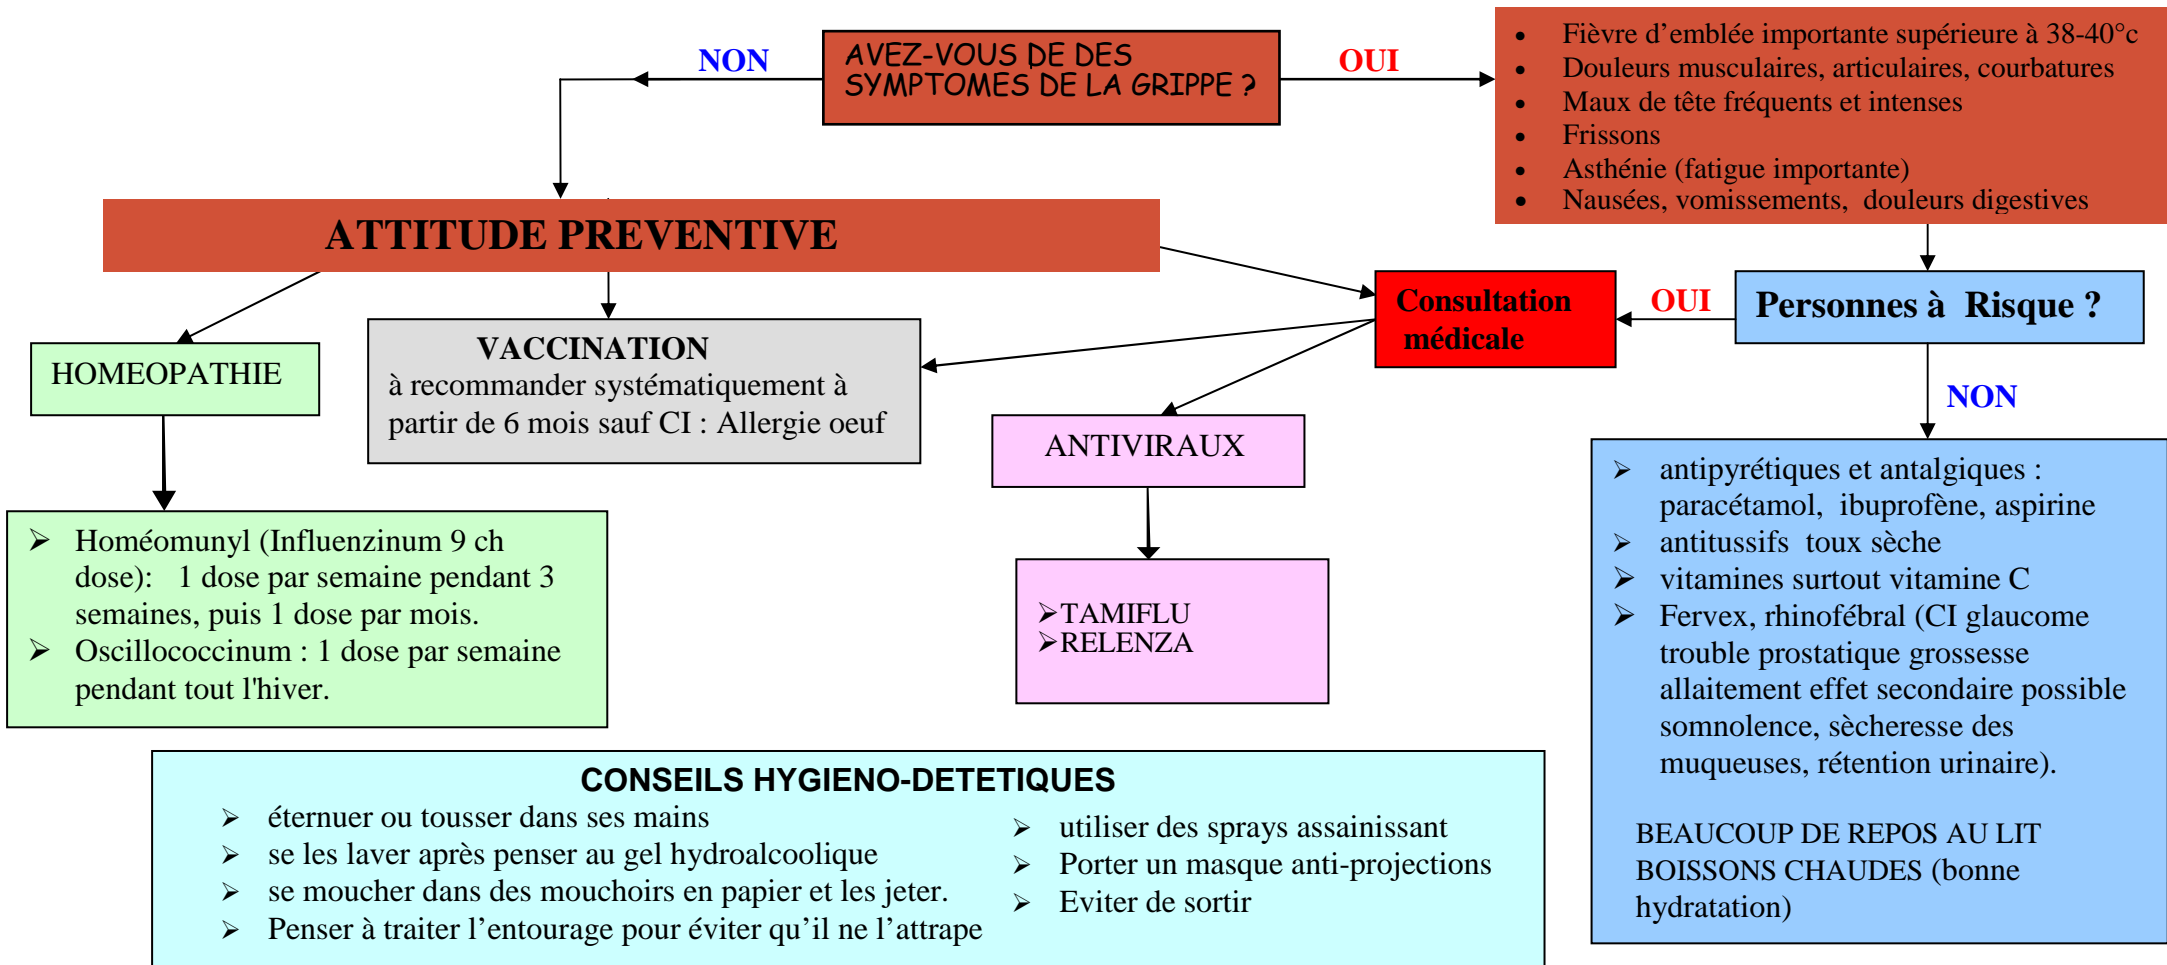 NON
AVEZ-VOUS DE DES
SYMPTOMES DE LA GRIPPE ?
OUI
• Fièvre d’emblée importante supérieure à 38-40°c
• Douleurs musculaires, articulaires, courbatures
• Maux de tête fréquents et intenses
• Frissons
• Asthénie (fatigue importante)
• Nausées, vomissements, douleurs digestives
ATTITUDE PREVENTIVE
Consultation
médicale
OUI
Personnes à Risque ?
HOMEOPATHIE
VACCINATION
à recommander systématiquement à
partir de 6 mois sauf CI : Allergie oeuf
NON
ANTIVIRAUX
➢ Homéomunyl (Influenzinum 9 ch
dose): 1 dose par semaine pendant 3
semaines, puis 1 dose par mois.
➢ Oscillococcinum : 1 dose par semaine
pendant tout l'hiver.
➢TAMIFLU
➢RELENZA
➢ antipyrétiques et antalgiques :
paracétamol, ibuprofène, aspirine
➢ antitussifs toux sèche
➢ vitamines surtout vitamine C
➢ Fervex, rhinofébral (CI glaucome
trouble prostatique grossesse
allaitement effet secondaire possible
somnolence, sècheresse des
muqueuses, rétention urinaire).
BEAUCOUP DE REPOS AU LIT
BOISSONS CHAUDES (bonne
hydratation)
CONSEILS HYGIENO-DETETIQUES
➢ éternuer ou tousser dans ses mains
➢ se les laver après penser au gel hydroalcoolique
➢ se moucher dans des mouchoirs en papier et les jeter.
➢ Penser à traiter l’entourage pour éviter qu’il ne l’attrape
➢ utiliser des sprays assainissant
➢ Porter un masque anti-projections
➢ Eviter de sortir